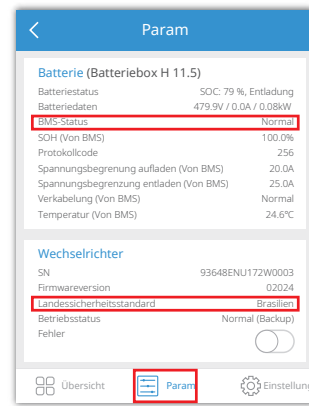 Param
Batterie (Batteriebox H 11.5)
Batteriestatus SOC: 79 %, Entladung
Batteriedaten 479.9V / 0.0A / 0.08kW
BMS-Status Normal
SOH (Von BMS) 100.0%
Protokollcode 256
Spannungsbegrenung aufladen (Von BMS) 20.0A
Spannungsbegrenzung entladen (Von BMS) 25.0A
Verkabelung (Von BMS) Normal
Temperatur (Von BMS) 24.6℃
Wechselrichter
SN 93648ENU172W0003
Firmwareversion 02024
Landessicherheitsstandard Brasilien
Betriebsstatus Normal (Backup)
Fehler
Übersicht Param Einstellung